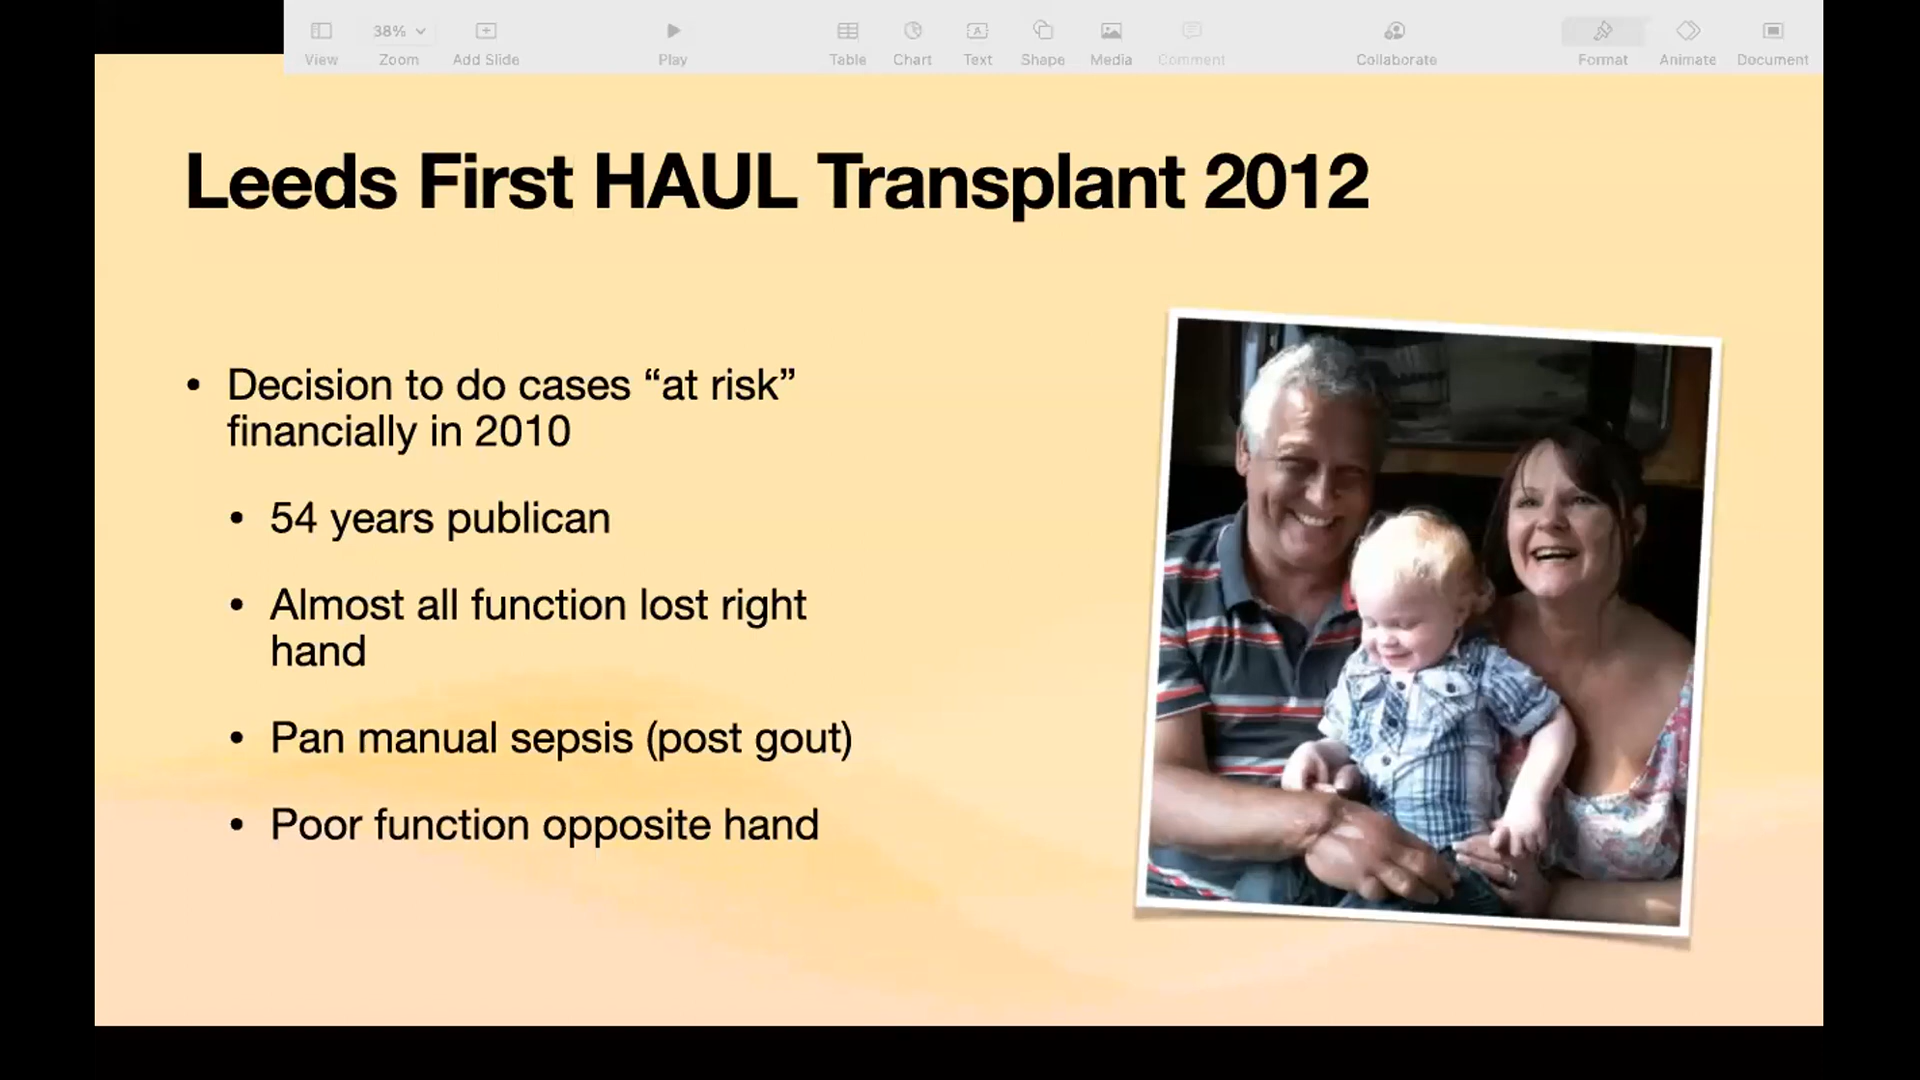 View
38%
Zoom
Add Slide
Play
Table
Chart
Text
Shape
Media
Comment
Collaborate
Format
Animate
Document
Leeds First HAUL Transplant 2012
• Decision to do cases “at risk”
financially in 2010
• 54 years publican
• Almost all function lost right
hand
• Pan manual sepsis (post gout)
• Poor function opposite hand